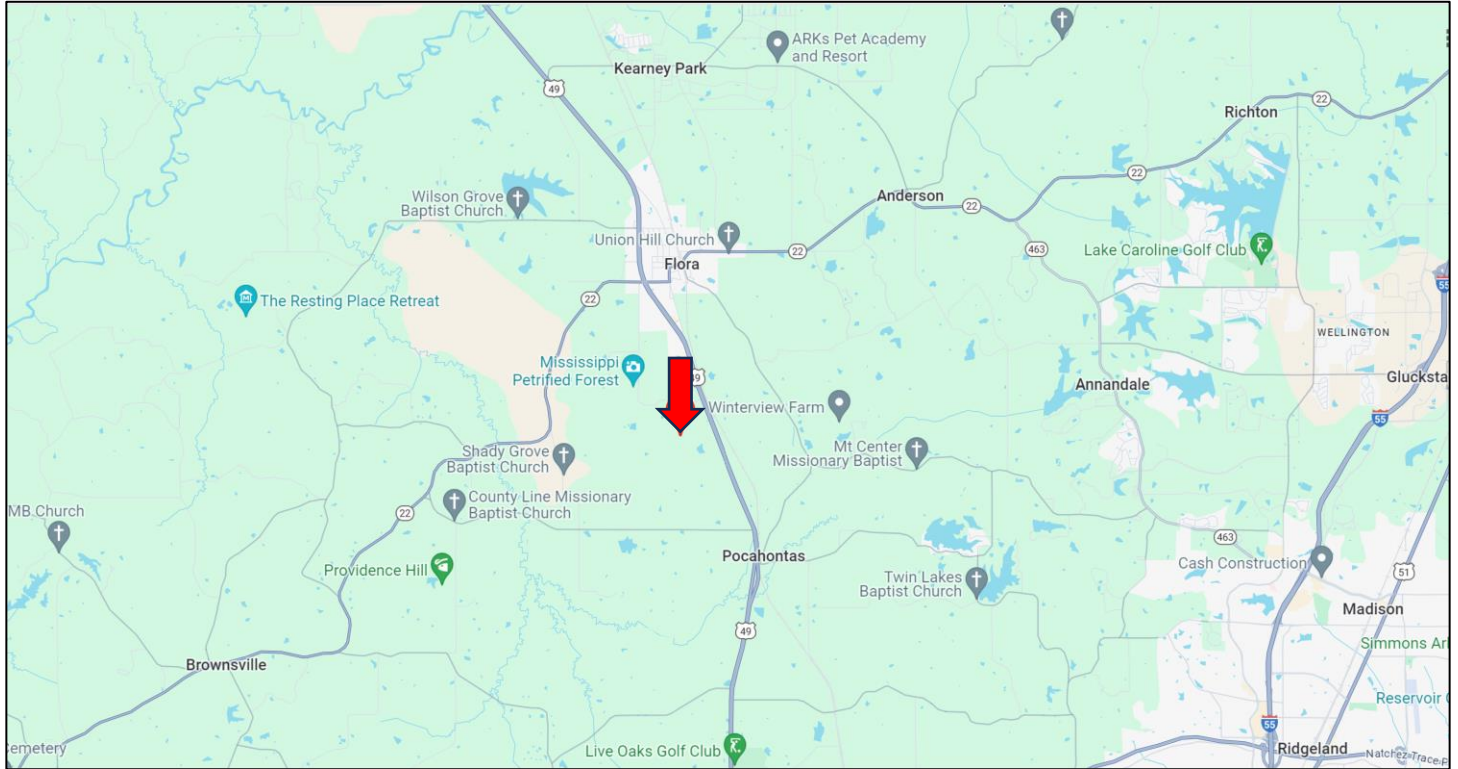 ARKs Pet Academy
and Resort
Kearney Park
49
22
Richton
22
Wilson Grove
Baptist Church
Anderson
22
Union Hill Church
22
463
Lake Caroline Golf Club
Flora
55
The Resting Place Retreat
22
WELLINGTON
Mississippi
Petrified Forest
Glucksta
Annandale
Winterview Farm
55
Shady Grove
Baptist Church
Mt Center
Missionary Baptist
County Line Missionary
Baptist Church
MB Church
22
463
Pocahontas
Cash Construction
Providence Hill
Twin Lakes
Baptist Church
51
Madison
49
Simmons Arl
Brownsville
Reservoir
55
Cemetery
Live Oaks Golf Club
Ridgeland
Natchez-Trace-P